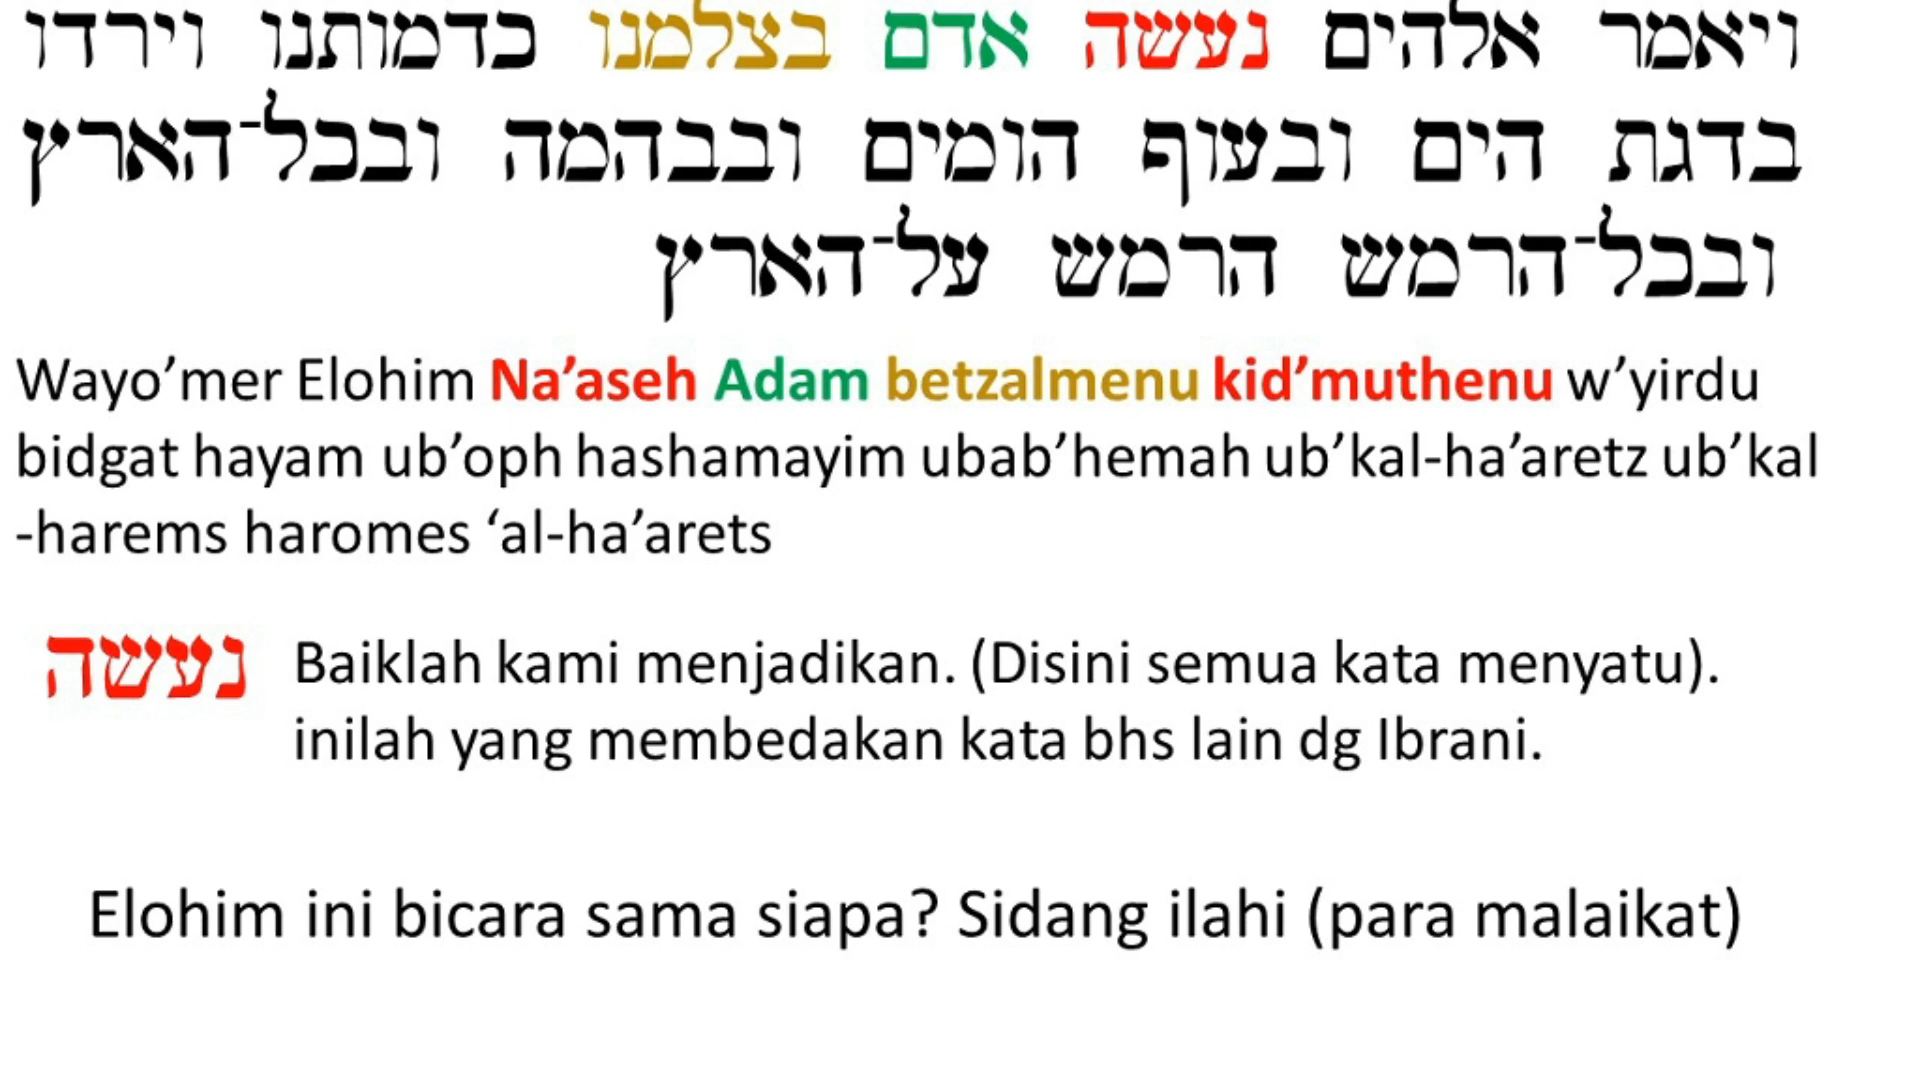 ויאמר אלהים נעשה אדם בצלמנו כדמותנו וירדו
בדגת הים ובעוף הומים ובבהמה ובכל־הארץ
ובכל־הרמש הרמש על־הארץ
Wayo’mer Elohim Na’aseh Adam betzalmenu kid’muthenu w’yirdu
bidgat hayam ub’oph hashamayim ubab’hemah ub’kal-ha’aretz ub’kal
-harems haromes ‘al-ha’arets
נעשה Baiklah kami menjadikan. (Disini semua kata menyatu).
inilah yang membedakan kata bhs lain dg Ibrani.
Elohim ini bicara sama siapa? Sidang ilahi (para malaikat)